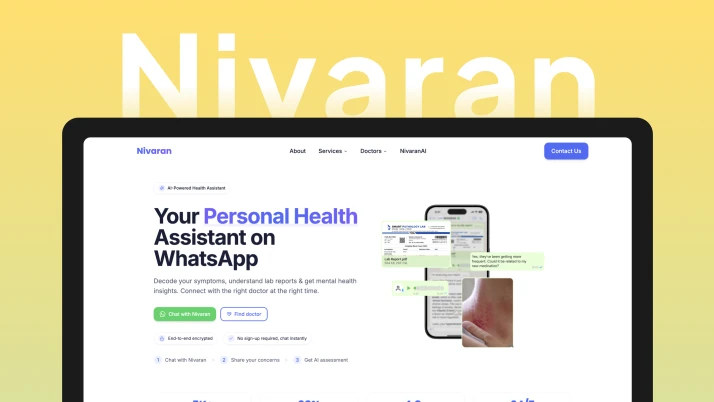 Nivaran
Nivaran
About
Services
Doctors
NivaranAI
Contact Us
AI-Powered Health Assistant
Your Personal Health
Assistant on
WhatsApp
Decode your symptoms, understand lab reports & get mental health
insights. Connect with the right doctor at the right time.
Chat with Nivaran
Find doctor
End-to-end encrypted
No sign-up required, chat instantly
1 Chat with Nivaran
2 Share your concerns
3 Get AI assessment
Lab Report.pdf
Yes, they've been getting more
frequent. Could it be related to my
new medication?